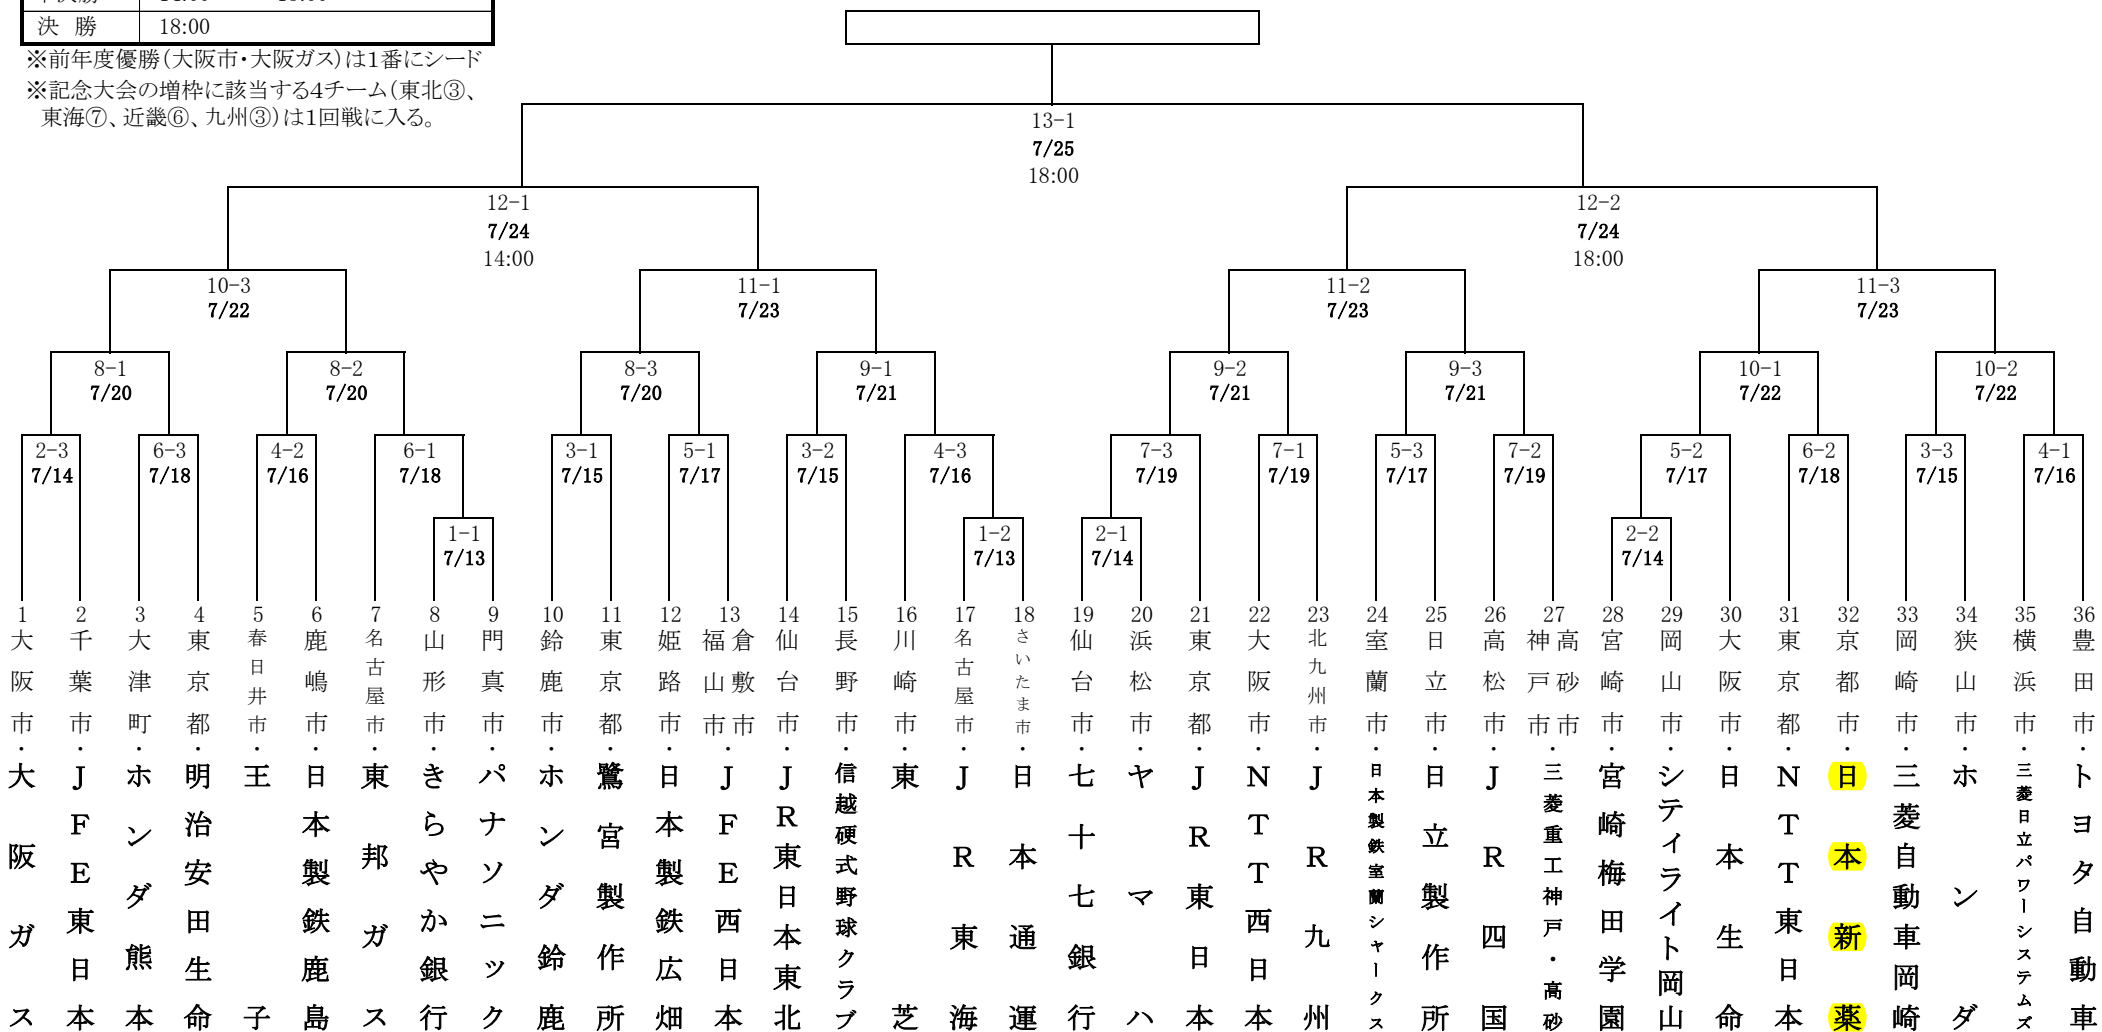 決 勝 18:00
※前年度優勝(大阪市・大阪ガス)は1番にシード
※記念大会の増枠に該当する4チーム(東北③、
東海⑦、近畿⑥、九州③)は1回戦に入る。
13-1
7/25
18:00
12-1
7/24
14:00
12-2
7/24
18:00
10-3
7/22
11-1
7/23
11-2
7/23
11-3
7/23
8-1
7/20
8-2
7/20
8-3
7/20
9-1
7/21
9-2
7/21
9-3
7/21
10-1
7/22
10-2
7/22
2-3
7/14
6-3
7/18
4-2
7/16
6-1
7/18
3-1
7/15
5-1
7/17
3-2
7/15
4-3
7/16
7-3
7/19
7-1
7/19
5-3
7/17
7-2
7/19
5-2
7/17
6-2
7/18
3-3
7/15
4-1
7/16
1-1
7/13
1-2
7/13
2-1
7/14
2-2
7/14
1 大阪市・大阪ガス
2 千葉市・JFE東日本
3 大津町・ホンダ熊本
4 東京都・明治安田生命
5 春日井市・王子
6 鹿嶋市・日本製鉄鹿島
7 名古屋市・東邦ガス
8 山形市・きらやか銀行
9 門真市・パナソニック
10 鈴鹿市・ホンダ鈴鹿
11 東京都・鷺宮製作所
12 姫路市・日本製鉄広畑
13 倉敷市 福山市・JFE西日本
14 仙台市・JR東日本東北
15 長野市・信越硬式野球クラブ
16 川崎市・東芝
17 名古屋市・JR東海
18 さいたま市・日本通運
19 仙台市・七十七銀行
20 浜松市・ヤマハ
21 東京都・JR東日本
22 大阪市・NTT西日本
23 北九州市・JR九州
24 室蘭市・日本製鉄室蘭シャークス
25 日立市・日立製作所
26 高松市・JR四国
27 高砂市 神戸市・三菱重工神戸・高砂
28 宮崎市・宮崎梅田学園
29 岡山市・シティライト岡山
30 大阪市・日本生命
31 東京都・NTT東日本
32 京都市・日本新薬
33 岡崎市・三菱自動車岡崎
34 狭山市・ホンダ
35 横浜市・三菱日立パワーシステムズ
36 豊田市・トヨタ自動車